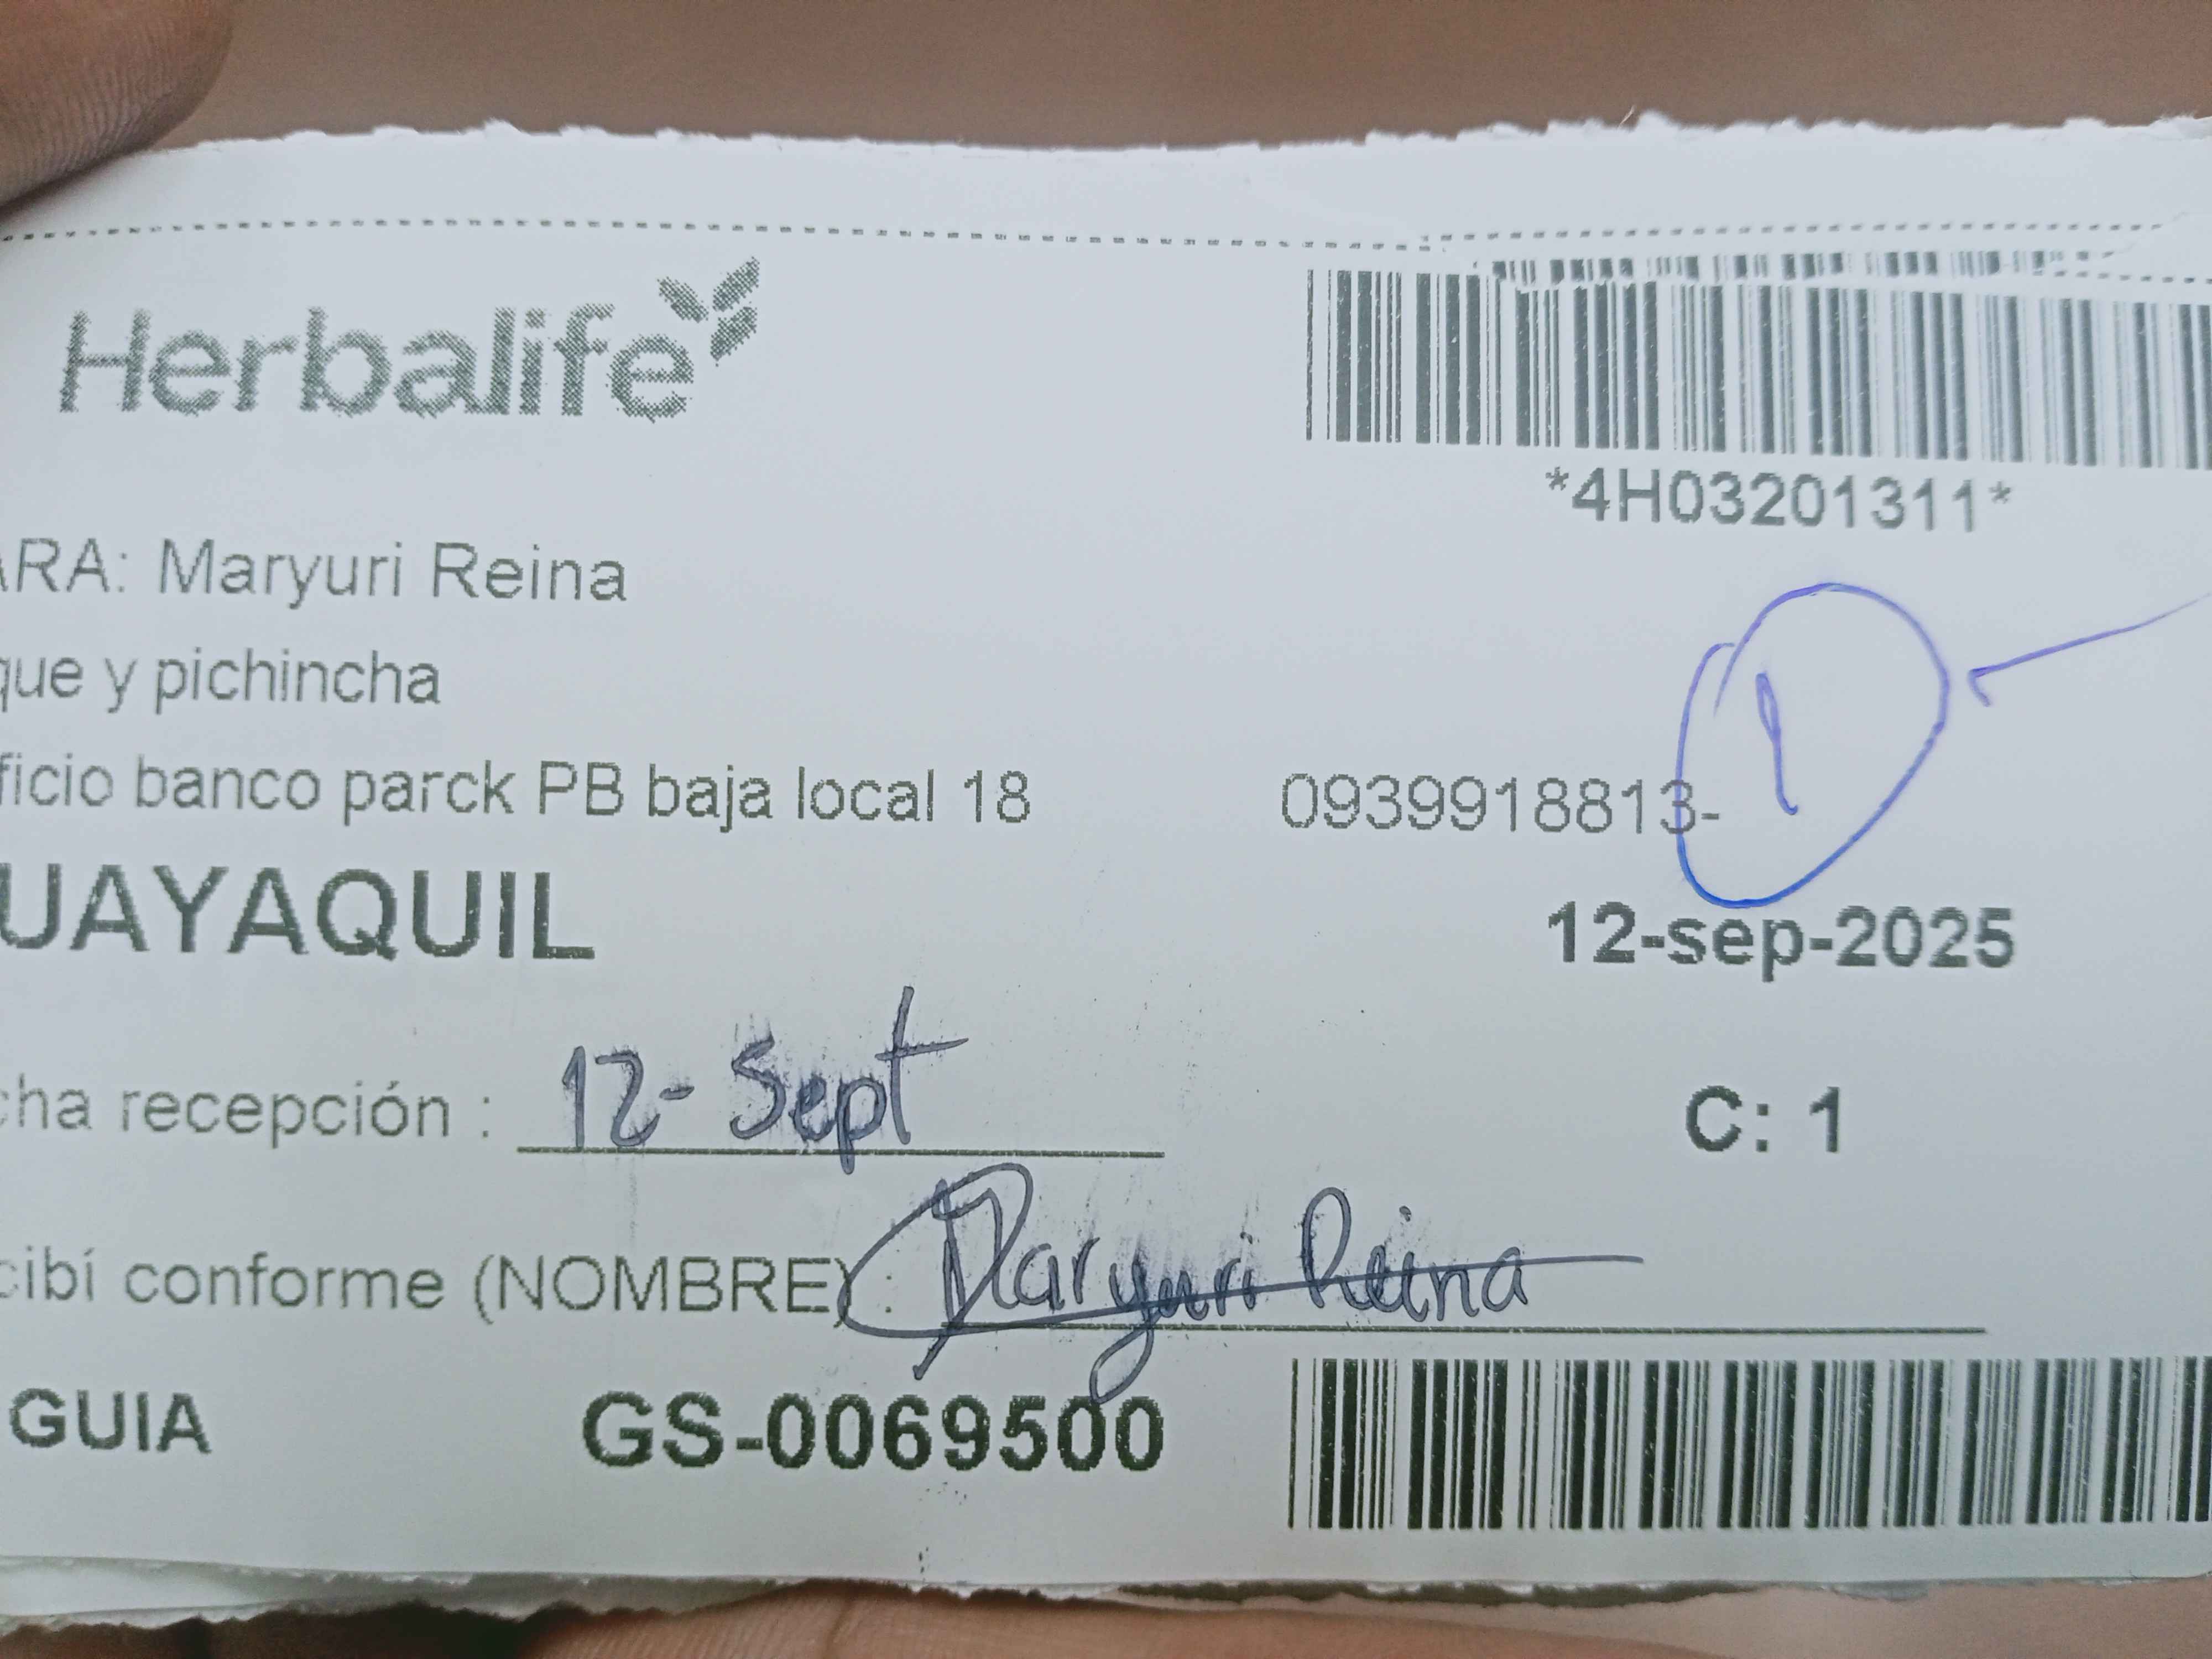 Herbalife
*4H03201311*
ARA: Maryuri Reina
que y pichincha
ficio banco parck PB baja local 18 0939918813-
1
UAYAQUIL 12-sep-2025
cha recepción : 12- Sept C: 1
cibí conforme (NOMBRE) : Maryuri Reina
GUIA GS-0069500